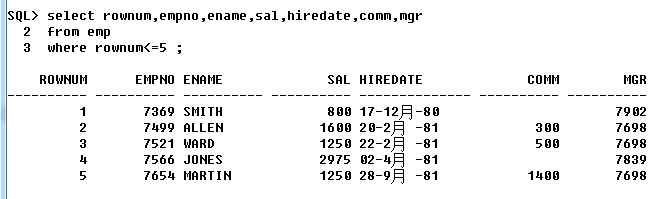 SQL> select rownum,empno,ename,sal,hiredate,comm,mgr
2 from emp
3 where rownum<=5 ;
ROWNUM EMPNO ENAME SAL HIREDATE COMM MGR
---------- ---------- ---------- ---------- -------------- ---------- ----------
1 7369 SMITH 800 17-12月-80 7902
2 7499 ALLEN 1600 20-2月 -81 300 7698
3 7521 WARD 1250 22-2月 -81 500 7698
4 7566 JONES 2975 02-4月 -81 7839
5 7654 MARTIN 1250 28-9月 -81 1400 7698